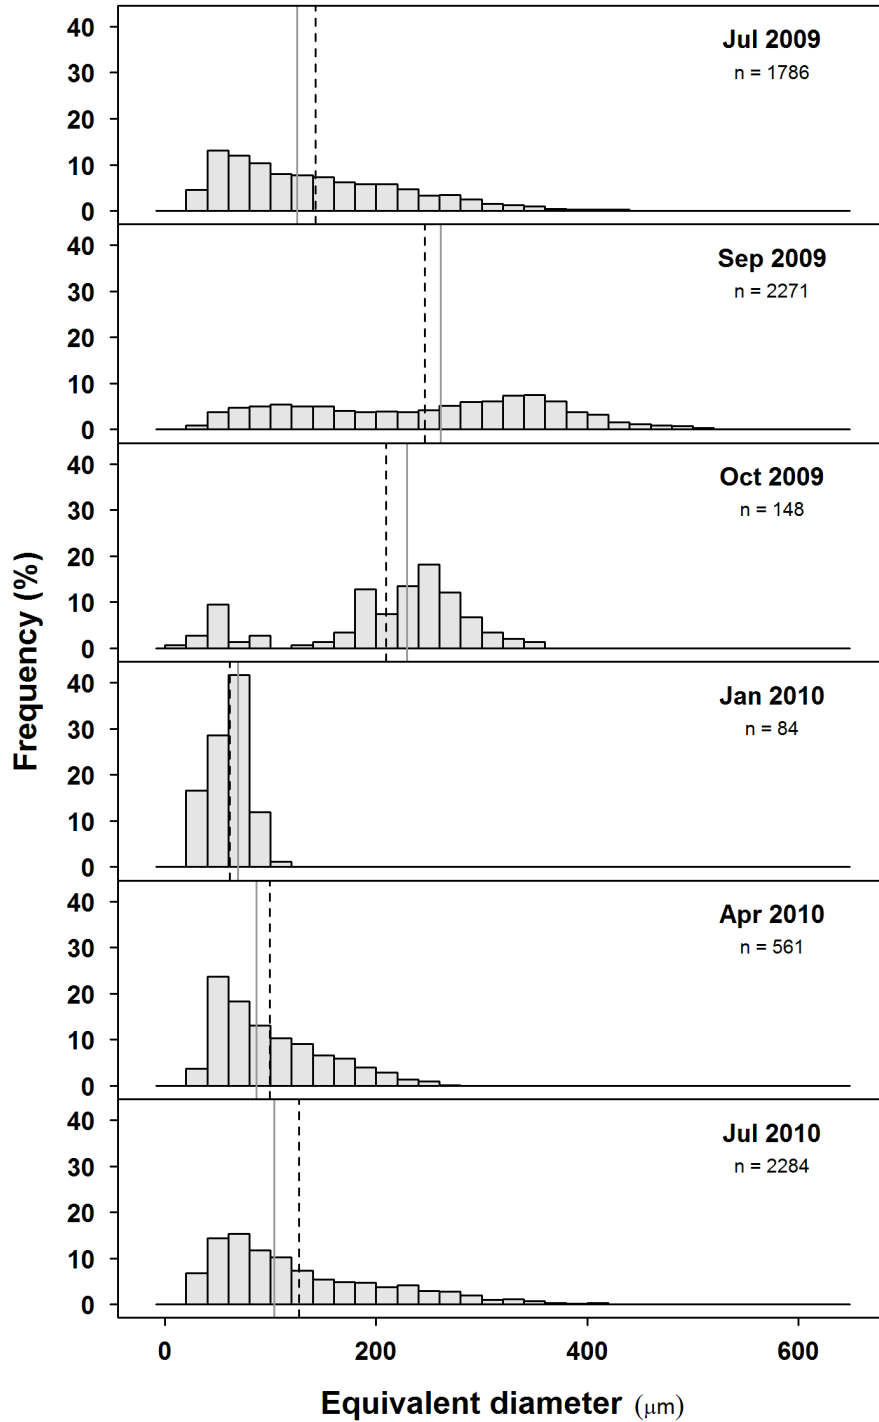 40
30
20
10
0
Jul 2009
n = 1786
40
30
20
10
0
Sep 2009
n = 2271
40
30
20
10
0
Oct 2009
n = 148
40
30
20
10
0
Jan 2010
n = 84
40
30
20
10
0
Apr 2010
n = 561
40
30
20
10
0
Jul 2010
n = 2284
Frequency (%)
0 200 400 600
Equivalent diameter (μm)